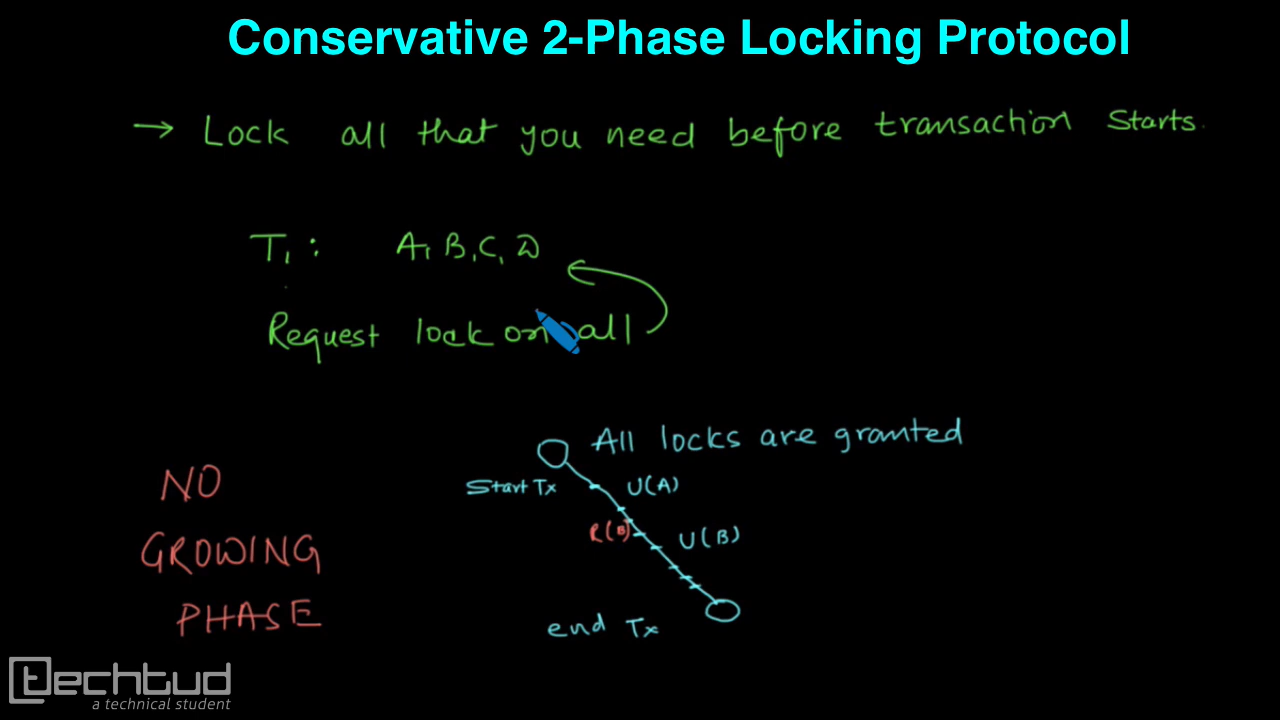 Conservative 2-Phase Locking Protocol
→ Lock all that you need before transaction starts.
T1: A, B, C, D
Request lock on all
All locks are granted
Start Tx U(A)
NO
R(B) U(B)
GROWING
PHASE
end Tx
techtud
a technical student